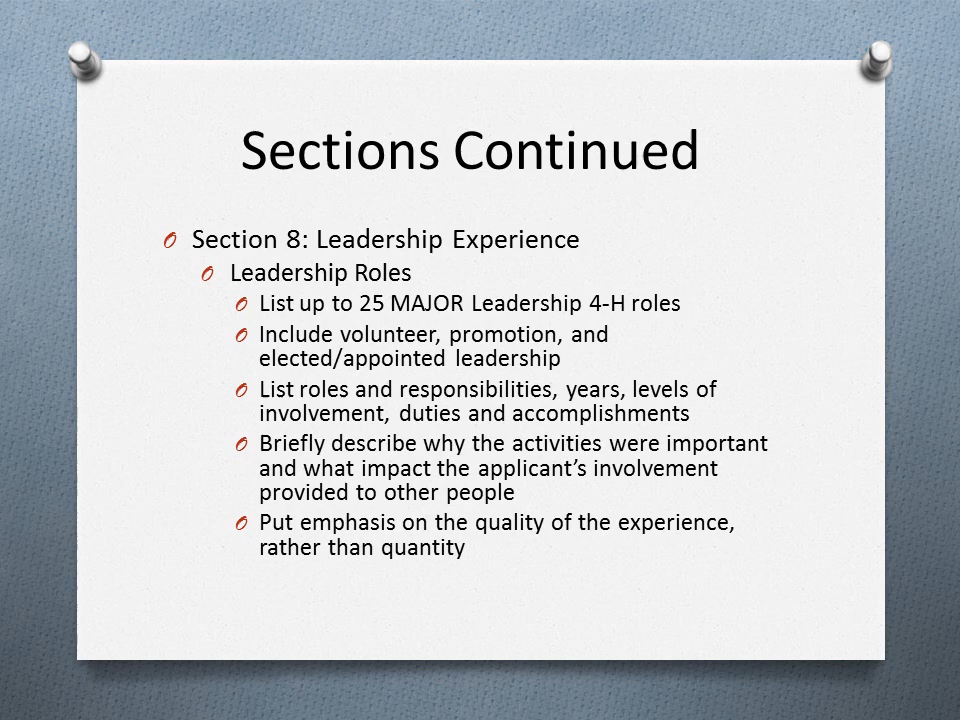 Sections Continued
Section 8: Leadership Experience
Leadership Roles
List up to 25 MAJOR Leadership 4-H roles
Include volunteer, promotion, and
elected/appointed leadership
List roles and responsibilities, years, levels of
involvement, duties and accomplishments
Briefly describe why the activities were important
and what impact the applicant’s involvement
provided to other people
Put emphasis on the quality of the experience,
rather than quantity